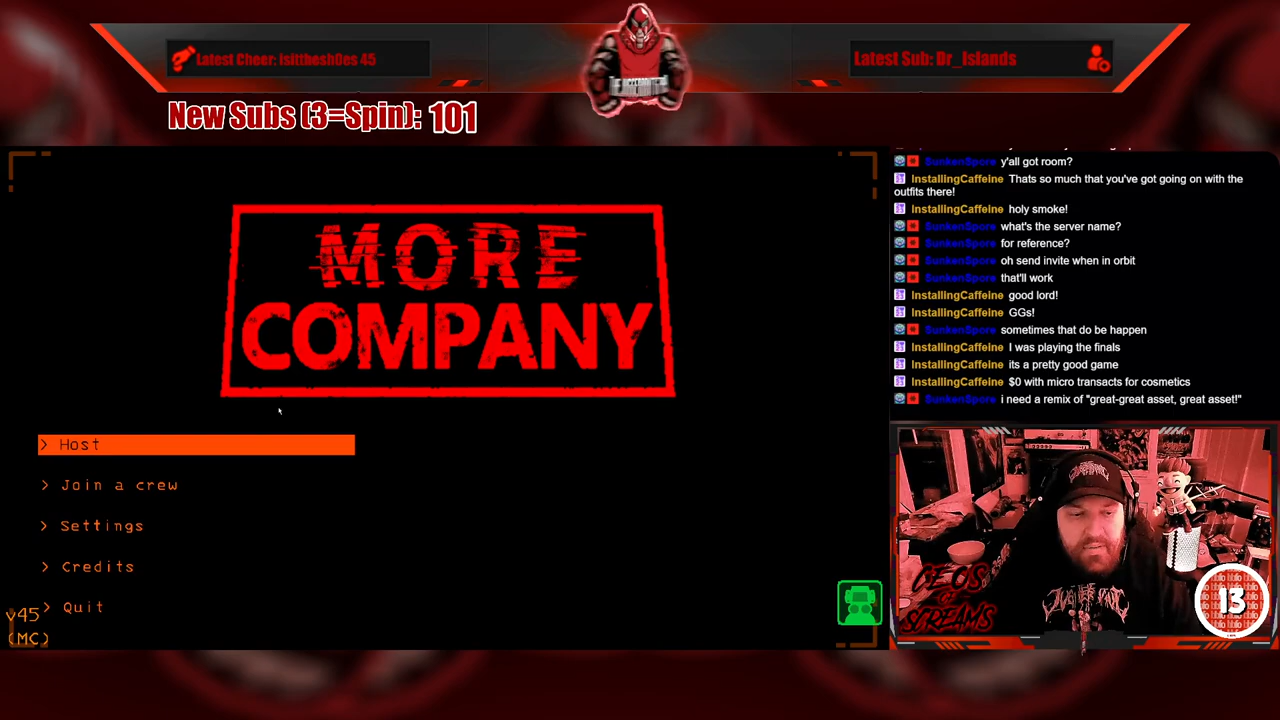 Latest Cheer: Isitthesh0es 45
Latest Sub: Dr_Islands
New Subs (3=Spin): 101
SunkenSpore y'all got room?
InstallingCaffeine Thats so much that you've got going on with the
outfits there!
InstallingCaffeine holy smoke!
SunkenSpore what's the server name?
SunkenSpore for reference?
SunkenSpore oh send invite when in orbit
SunkenSpore that'll work
InstallingCaffeine good lord!
InstallingCaffeine GGs!
SunkenSpore sometimes that do be happen
InstallingCaffeine I was playing the finals
InstallingCaffeine its a pretty good game
InstallingCaffeine $0 with micro transacts for cosmetics
SunkenSpore i need a remix of "great-great asset, great asset!"
MORE
COMPANY
> Host
> Join a crew
> Settings
> Credits
> Quit
v45
(MC)
CEOS
OF
SCREAMS
13